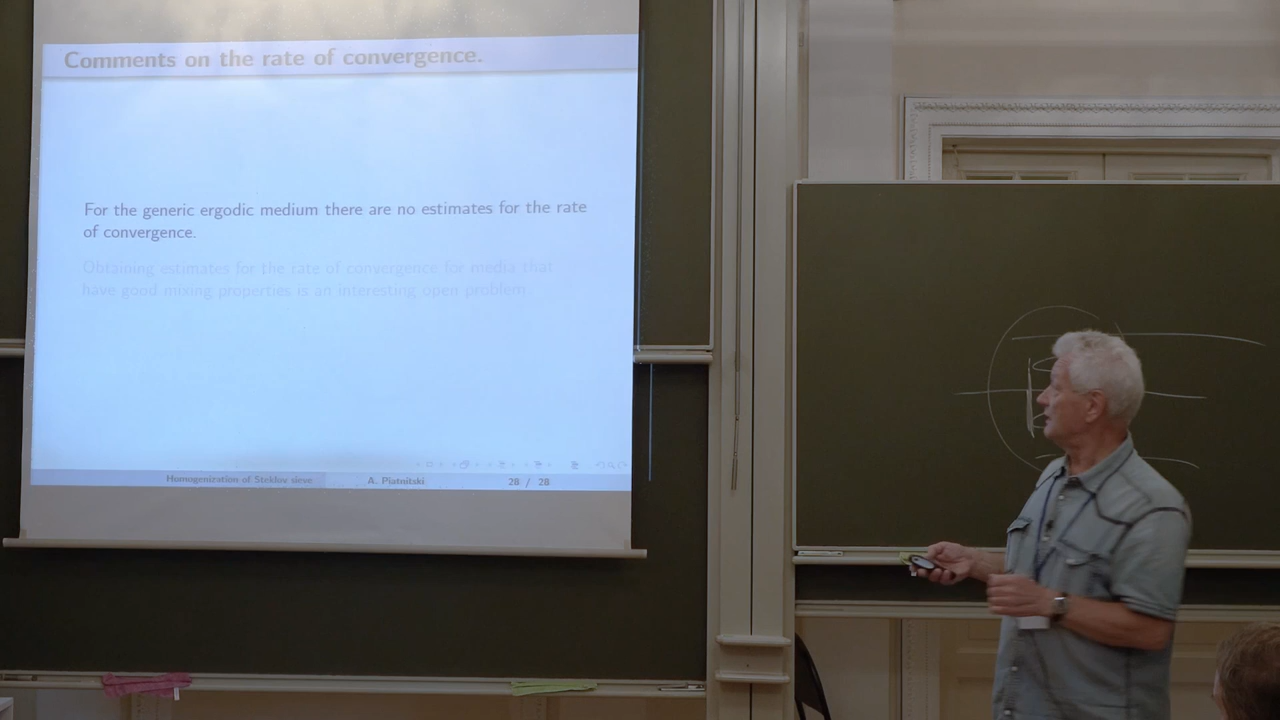 Comments on the rate of convergence.
For the generic ergodic medium there are no estimates for the rate
of convergence.
Obtaining estimates for the rate of convergence for media that
have good mixing properties is an interesting open problem
Homogenization of Steklov sieve A. Piatnitski 28 / 28